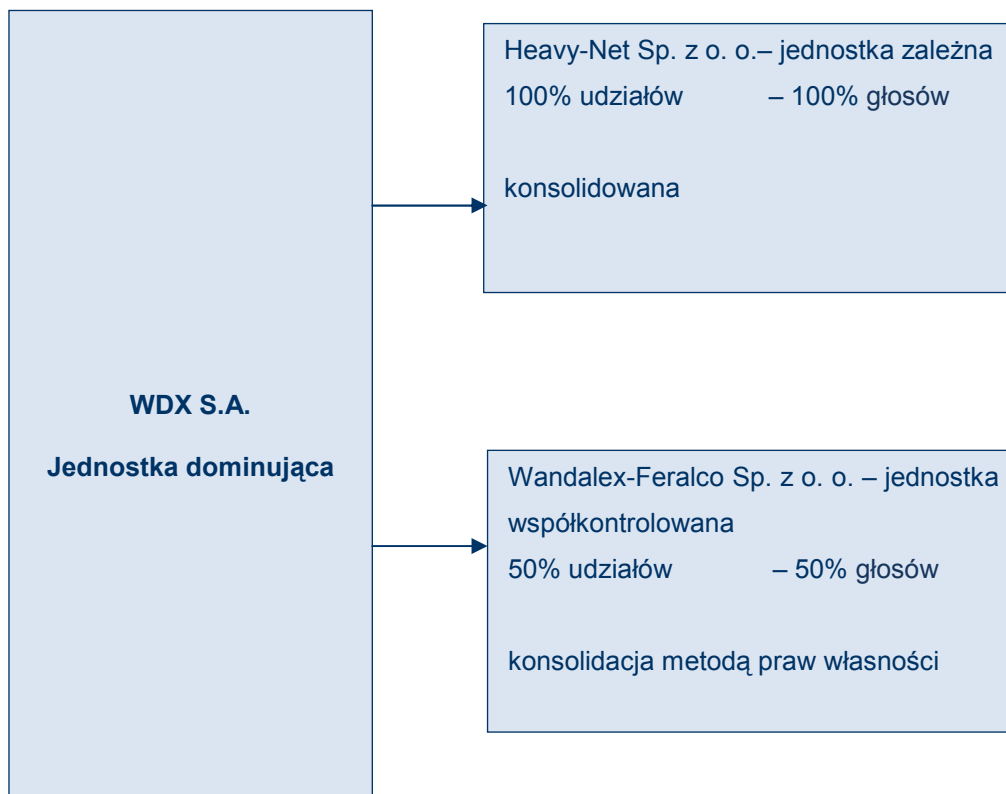 Heavy-Net Sp. z o. o.– jednostka zależna
100% udziałów – 100% głosów
konsolidowana
WDX S.A.
Jednostka dominująca
Wandalex-Feralco Sp. z o. o. – jednostka
współkontrolowana
50% udziałów – 50% głosów
konsolidacja metodą praw własności